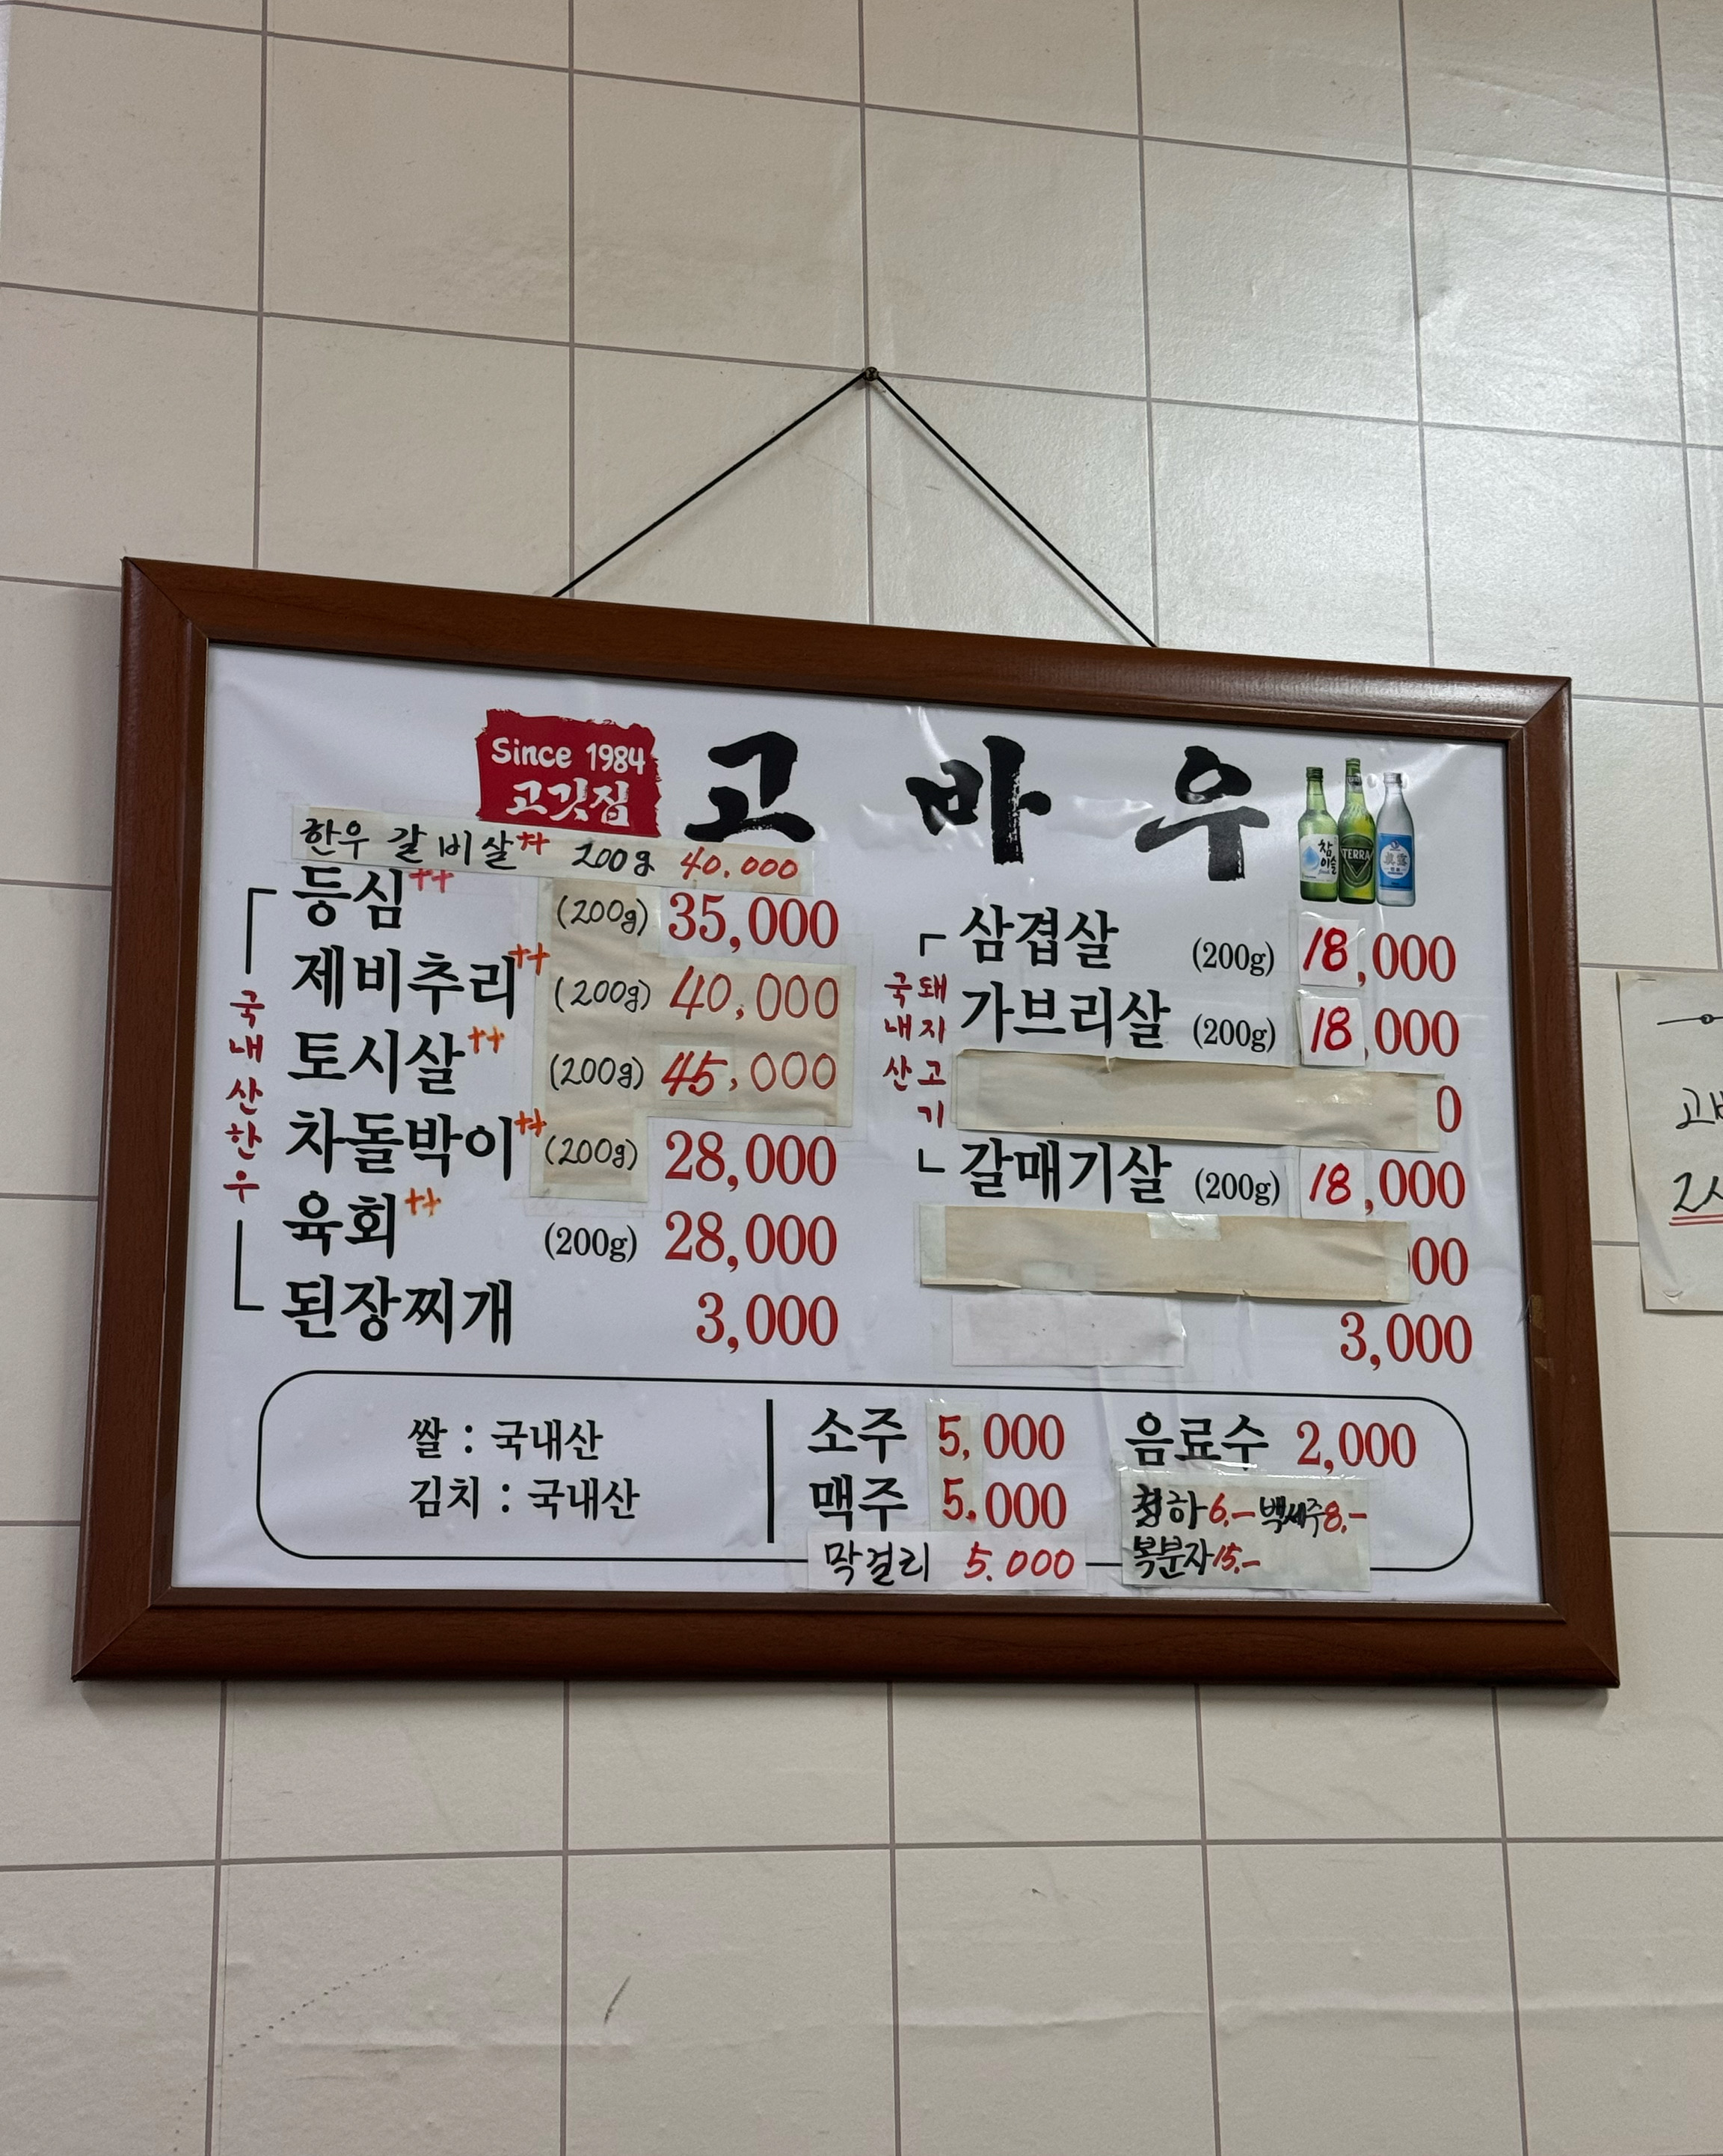 Since 1984
고깃집
고바우
참이슬
TERRA
한우 갈비살++ 200g 40.000
등심++ (200g) 35,000
제비추리++ (200g) 40,000
토시살++ (200g) 45,000
차돌박이++ (200g) 28,000
육회++ (200g) 28,000
된장찌개 3,000
국내산한우
삼겹살 (200g) 18,000
가브리살 (200g) 18,000
0
갈매기살 (200g) 18,000
00
3,000
국내산
돼지고기
쌀 : 국내산
김치 : 국내산
소주 5,000
맥주 5.000
막걸리 5.000
음료수 2,000
청하 6.- 백세주 8.-
복분자 15.-